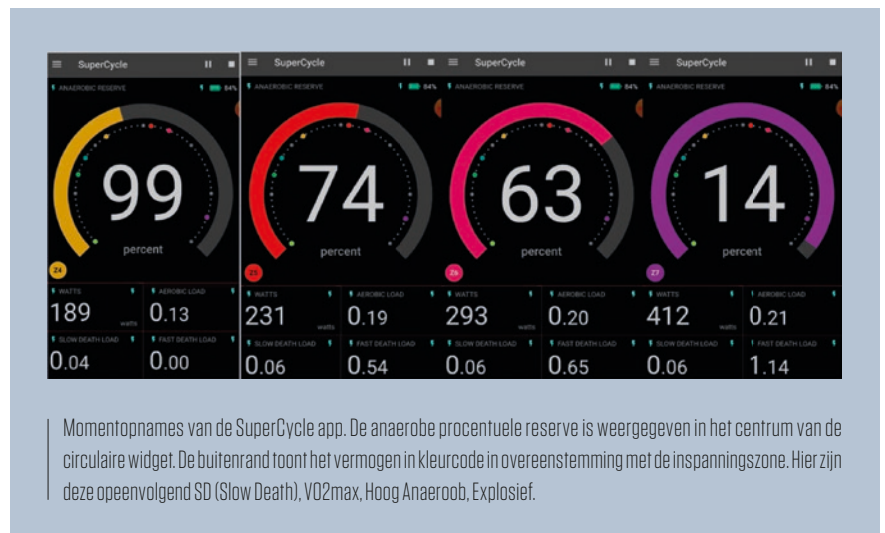 SuperCycle
ANAEROBIC RESERVE
84%
99
percent
Z4
WATTS
189
watts
AEROBIC LOAD
0.13
SLOW DEATH LOAD
0.04
FAST DEATH LOAD
0.00
SuperCycle
ANAEROBIC RESERVE
84%
74
percent
Z5
WATTS
231
watts
AEROBIC LOAD
0.19
SLOW DEATH LOAD
0.06
FAST DEATH LOAD
0.54
SuperCycle
ANAEROBIC RESERVE
84%
63
percent
Z6
WATTS
293
watts
AEROBIC LOAD
0.20
SLOW DEATH LOAD
0.06
FAST DEATH LOAD
0.65
SuperCycle
ANAEROBIC RESERVE
84%
14
percent
Z7
WATTS
412
watts
AEROBIC LOAD
0.21
SLOW DEATH LOAD
0.06
FAST DEATH LOAD
1.14
Momentopnames van de SuperCycle app. De anaerobe procentuele reserve is weergegeven in het centrum van de
circulaire widget. De buitenrand toont het vermogen in kleurcode in overeenstemming met de inspanningszone. Hier zijn
deze opeenvolgend SD (Slow Death), VO2max, Hoog Anaeroob, Explosief.